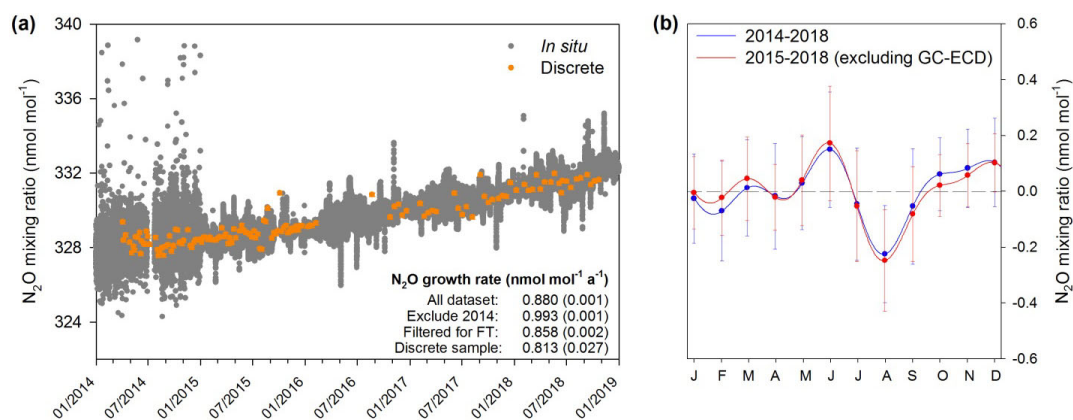 (a)
340
336
332
328
324
N2O mixing ratio (nmol mol-1)
In situ
Discrete
N2O growth rate (nmol mol-1 a-1)
All dataset: 0.880 (0.001)
Exclude 2014: 0.993 (0.001)
Filtered for FT: 0.858 (0.002)
Discrete sample: 0.813 (0.027)
01/2014
07/2014
01/2015
07/2015
01/2016
07/2016
01/2017
07/2017
01/2018
07/2018
01/2019
(b)
2014-2018
2015-2018 (excluding GC-ECD)
0.6
0.4
0.2
0.0
-0.2
-0.4
-0.6
N2O mixing ratio (nmol mol-1)
J F M A M J J A S O N D